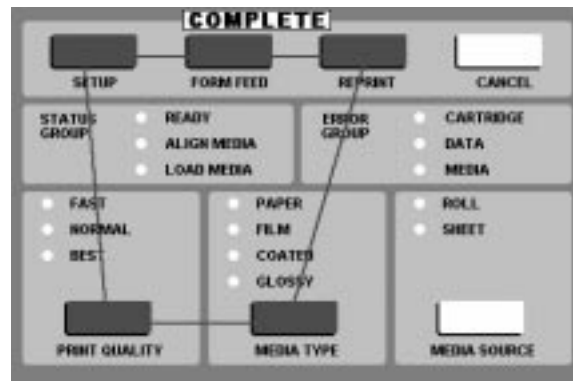 COMPLETE
SETUP FORM FEED REPRINT CANCEL
STATUS GROUP
READY
ALIGN MEDIA
LOAD MEDIA
ERROR GROUP
CARTRIDGE
DATA
MEDIA
FAST
NORMAL
BEST
PAPER
FILM
COATED
GLOSSY
ROLL
SHEET
PRINT QUALITY MEDIA TYPE MEDIA SOURCE